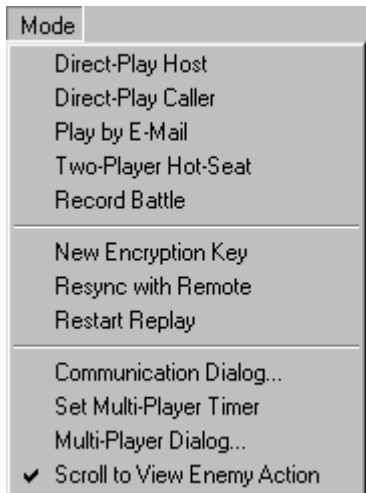 Mode
Direct-Play Host
Direct-Play Caller
Play by E-Mail
Two-Player Hot-Seat
Record Battle
New Encryption Key
Resync with Remote
Restart Replay
Communication Dialog...
Set Multi-Player Timer
Multi-Player Dialog...
Scroll to View Enemy Action